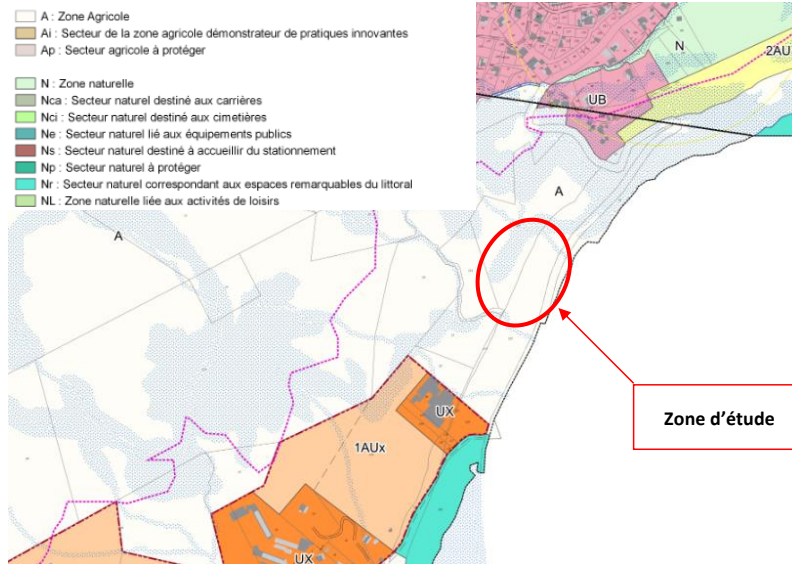 A : Zone Agricole
Ai : Secteur de la zone agricole démonstrateur de pratiques innovantes
Ap : Secteur agricole à protéger
N : Zone naturelle
Nca : Secteur naturel destiné aux carrières
Nci : Secteur naturel destiné aux cimetières
Ne : Secteur naturel lié aux équipements publics
Ns : Secteur naturel destiné à accueillir du stationnement
Np : Secteur naturel à protéger
Nr : Secteur naturel correspondant aux espaces remarquables du littoral
NL : Zone naturelle liée aux activités de loisirs
N
2AU
UB
A
A
UX
Zone d'étude
1AUx
UX